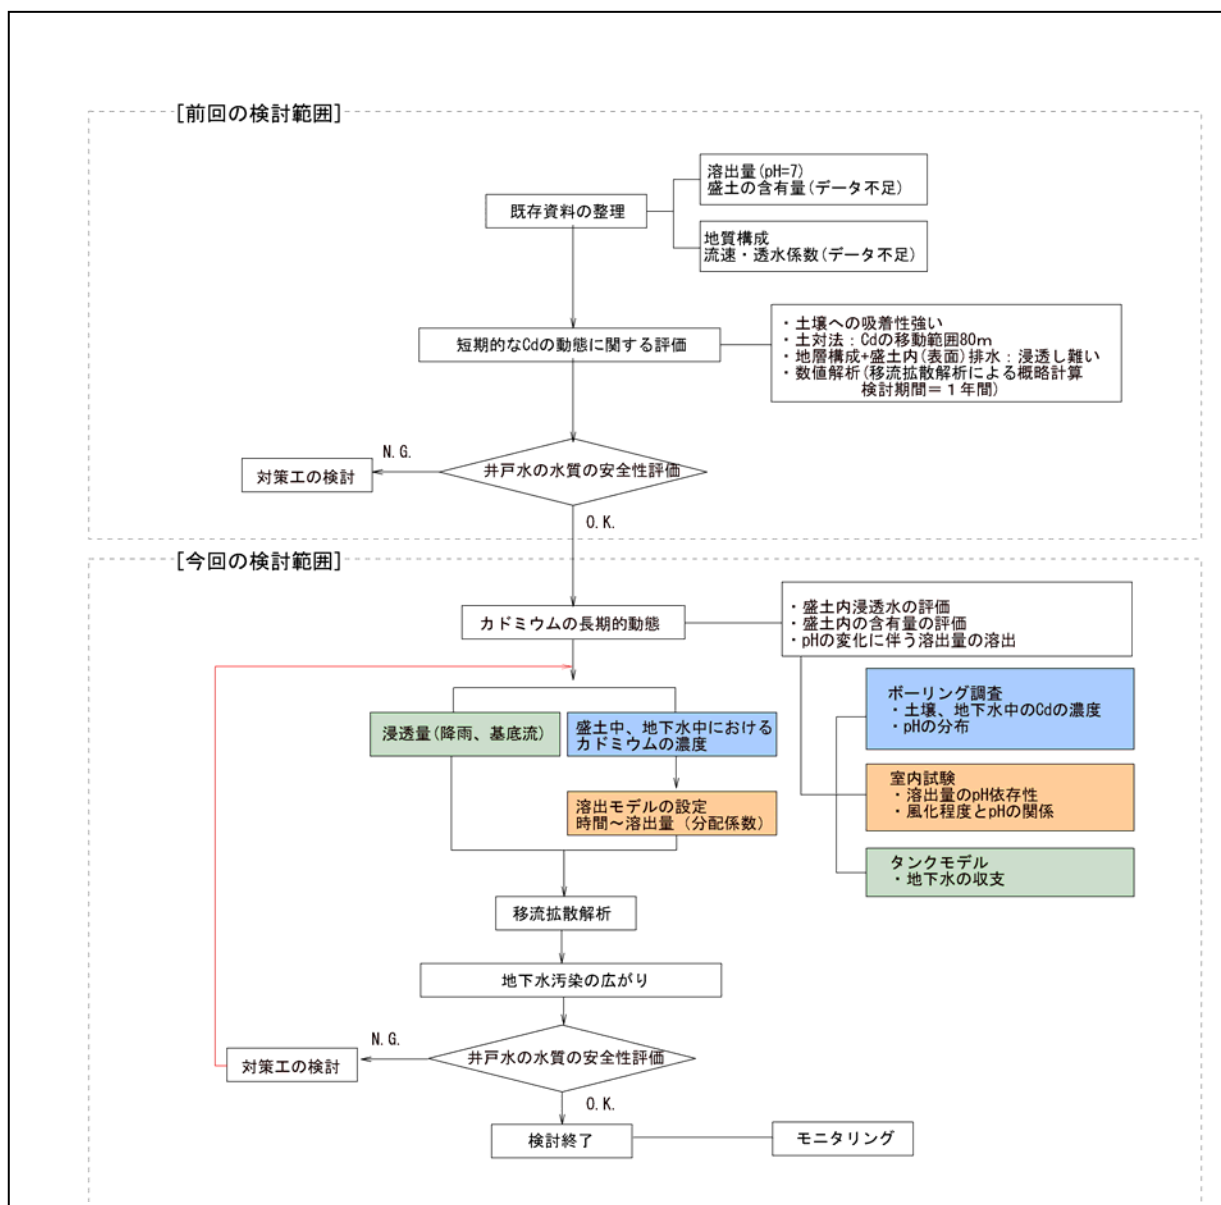 [前回の検討範囲]
溶出量(pH=7)
盛土の含有量(データ不足)
既存資料の整理
地質構成
流速・透水係数(データ不足)
短期的なCdの動態に関する評価
・土壌への吸着性強い
・土対法：Cdの移動範囲80m
・地層構成+盛土内(表面)排水：浸透し難い
・数値解析(移流拡散解析による概略計算
検討期間＝１年間)
N.G.
対策工の検討
井戸水の水質の安全性評価
O.K.
[今回の検討範囲]
カドミウムの長期的動態
・盛土内浸透水の評価
・盛土内の含有量の評価
・pHの変化に伴う溶出量の溶出
浸透量(降雨、基底流)
盛土中、地下水中における
カドミウムの濃度
溶出モデルの設定
時間～溶出量（分配係数)
ボーリング調査
・土壌、地下水中のCdの濃度
・pHの分布
室内試験
・溶出量のpH依存性
・風化程度とpHの関係
タンクモデル
・地下水の収支
移流拡散解析
地下水汚染の広がり
N.G.
対策工の検討
井戸水の水質の安全性評価
O.K.
検討終了
モニタリング